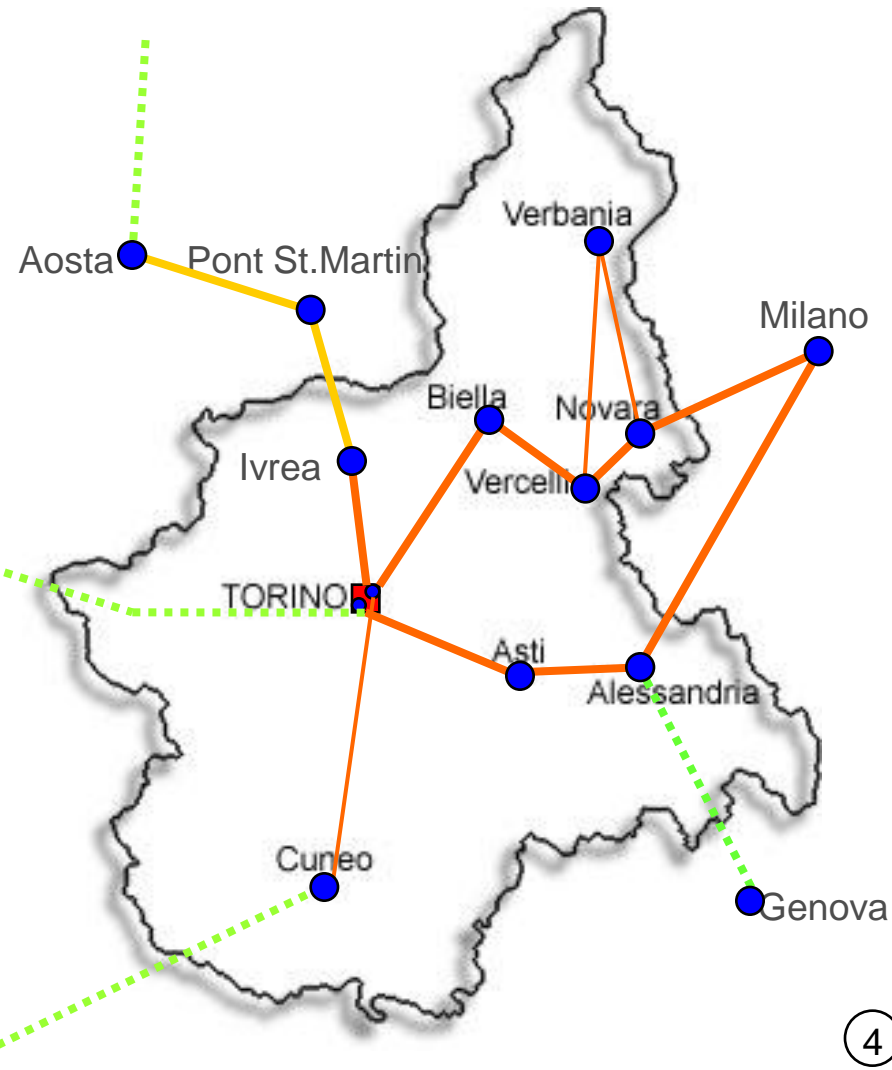 Verbania
Aosta
Pont St.Martin
Milano
Biella
Novara
Ivrea
Vercelli
TORINO
Asti
Alessandria
Cuneo
Genova
4